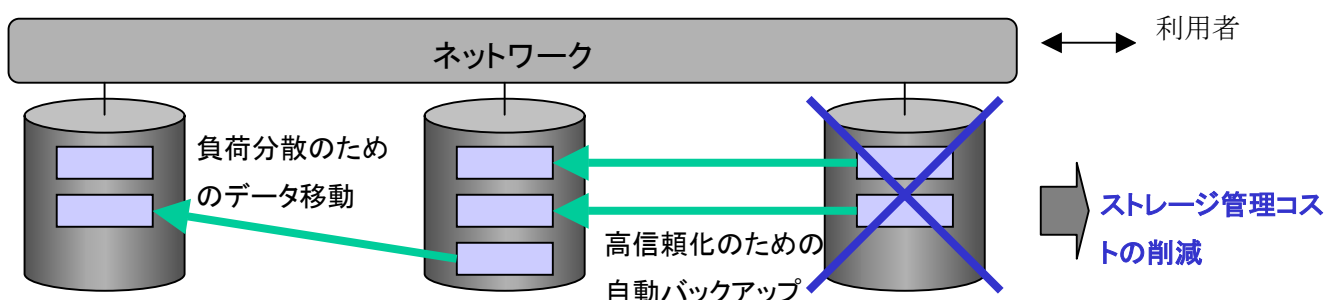 ネットワーク
利用者
負荷分散のため
のデータ移動
高信頼化のための
自動バックアップ
ストレージ管理コス
トの削減